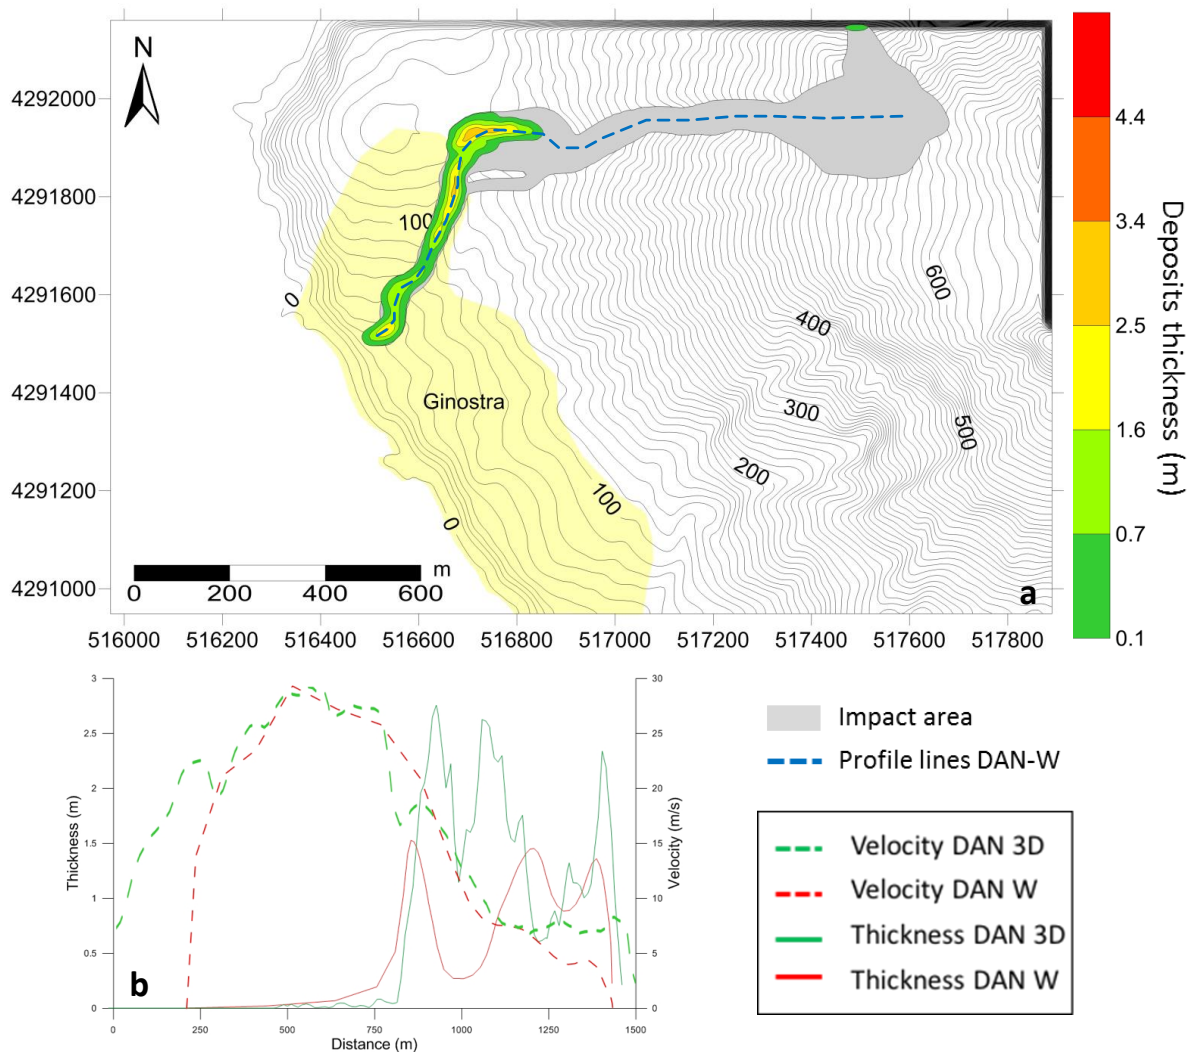 N
4292000
4291800
4291600
4291400
4291200
4291000
100
0
Ginostra
0
100
200
300
400
500
600
m
0 200 400 600
a
516000 516200 516400 516600 516800 517000 517200 517400 517600 517800
4.4
3.4
2.5
1.6
0.7
0.1
Deposits thickness (m)
3
2.5
2
1.5
1
0.5
0
Thickness (m)
30
25
20
15
10
5
0
Velocity (m/s)
b
0 250 500 750 1000 1250 1500
Distance (m)
Impact area
Profile lines DAN-W
Velocity DAN 3D
Velocity DAN W
Thickness DAN 3D
Thickness DAN W